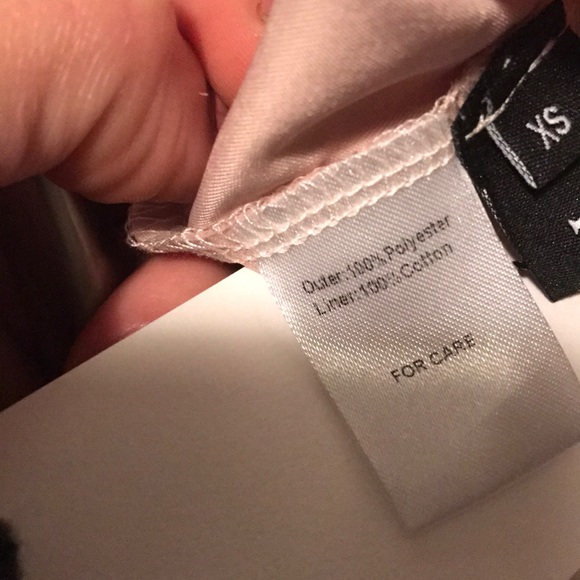 Outer:100% Polyester
Liner:100% Cotton
FOR CARE
XS